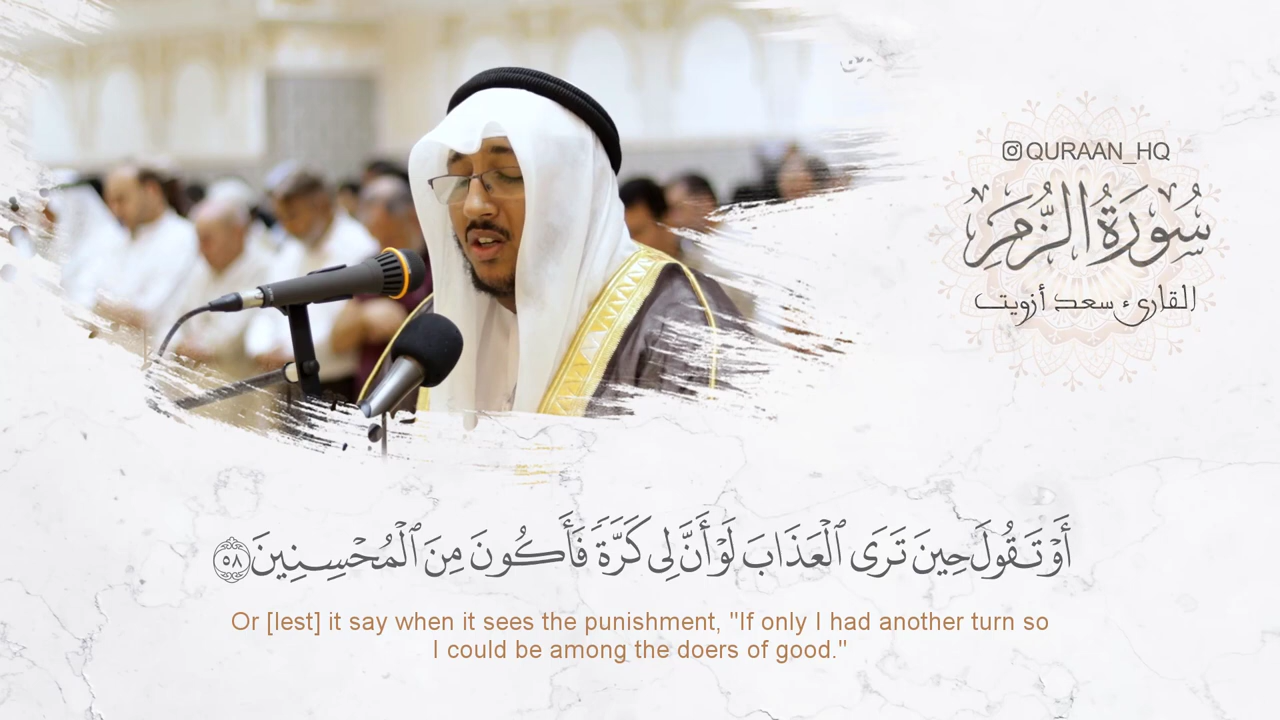 QURAAN_HQ
سُورَةُ الزُّمَرِ
القارىء سعد أزويت
أَوْ تَقُولَ حِينَ تَرَى ٱلْعَذَابَ لَوْ أَنَّ لِى كَرَّةً فَأَكُونَ مِنَ ٱلْمُحْسِنِينَ ٥٨
Or [lest] it say when it sees the punishment, "If only I had another turn so
I could be among the doers of good."